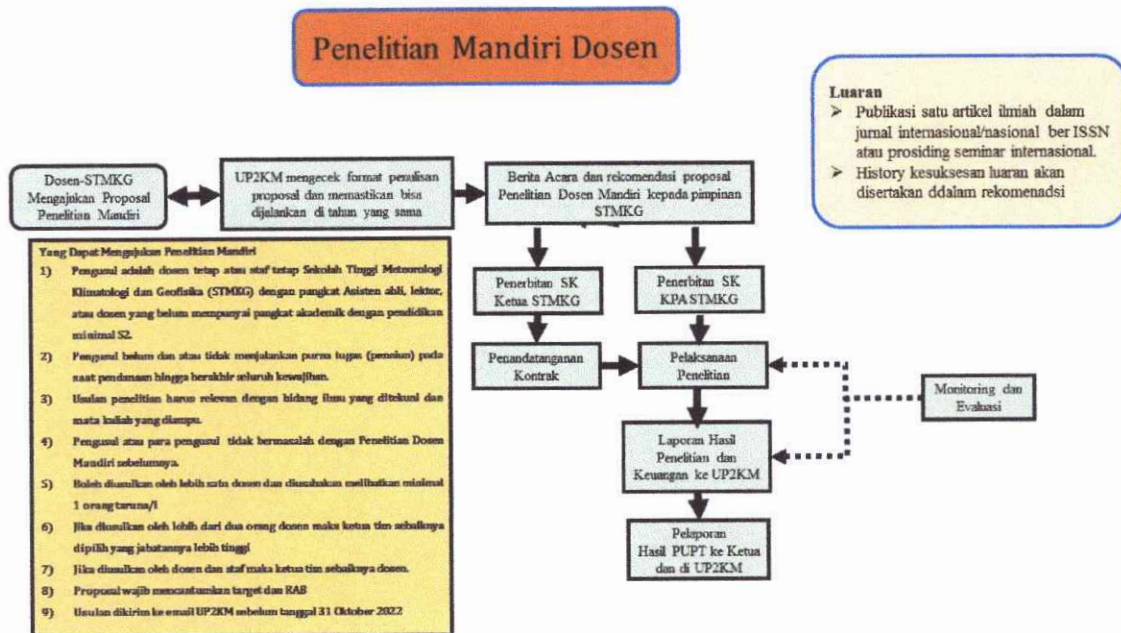 Penelitian Mandiri Dosen
Luaran
➤ Publikasi satu artikel ilmiah dalam
jurnal internasional/nasional ber ISSN
atau prosiding seminar internasional.
➤ History kesuksesan luaran akan
disertakan ddalam rekomenadsi
Dosen-STMKG
Mengajukan Proposal
Penelitian Mandiri
UP2KM mengecek format penulisan
proposal dan memastikan bisa
dijalankan di tahun yang sama
Berita Acara dan rekomendasi proposal
Penelitian Dosen Mandiri kepada pimpinan
STMKG
Yang Dapat Mengajukan Penelitian Mandiri
1) Pengusul adalah dosen tetap atau staf tetap Sekolah Tinggi Meteorologi
Klimatologi dan Geofisika (STMKG) dengan pangkat Asisten ahli, lektor,
atau dosen yang belum mempunyai pangkat akademik dengan pendidikan
minimal S2.
2) Pengusul belum dan atau tidak menjalankan purna tugas (pensiun) pada
saat pendanaan hingga berakhir seluruh kewajiban.
3) Usulan penelitian harus relevan dengan bidang ilmu yang ditekuni dan
mata kuliah yang diampu.
4) Pengusul atau para pengusul tidak bermasalah dengan Penelitian Dosen
Mandiri sebelumnya.
5) Boleh diusulkan oleh lebih satu dosen dan diusahakan melibatkan minimal
1 orang taruna/i
6) Jika diusulkan oleh lebih dari dua orang dosen maka ketua tim sebaiknya
dipilih yang jabatannya lebih tinggi
7) Jika diusulkan oleh dosen dan staf maka ketua tim sebaiknya dosen.
8) Proposal wajib mencantumkan target dan RAB
9) Usulan dikirim ke email UP2KM sebelum tanggal 31 Oktober 2022
Penerbitan SK
Ketua STMKG
Penerbitan SK
KPA STMKG
Penandatanganan
Kontrak
Pelaksanaan
Penelitian
Monitoring dan
Evaluasi
Laporan Hasil
Penelitian dan
Keuangan ke UP2KM
Pelaporan
Hasil PUPT ke Ketua
dan di UP2KM